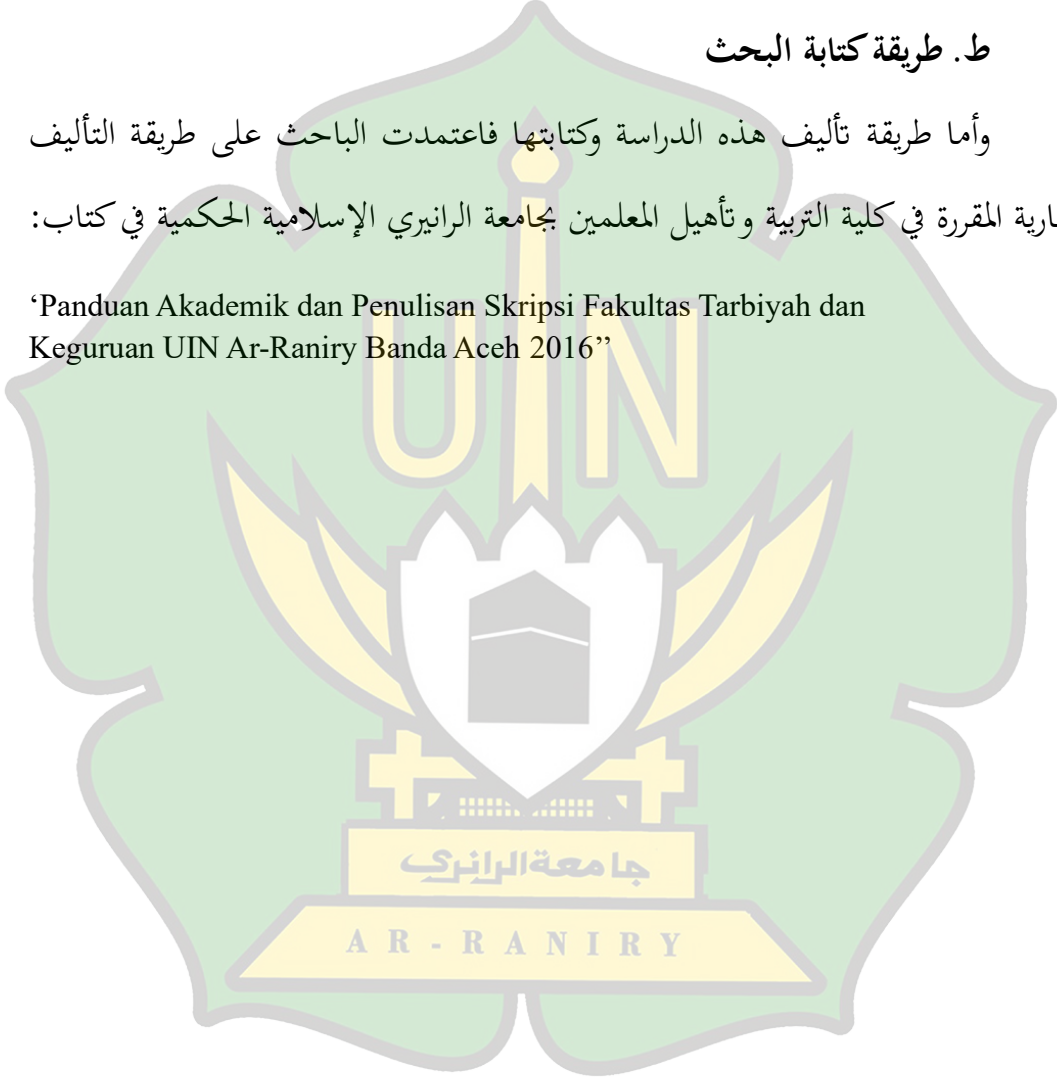 ط. طريقة كتابة البحث
وأما طريقة تأليف هذه الدراسة وكتابتها فاعتمدت الباحث على طريقة التأليف
المقررة في كلية التربية وتأهيل المعلمين بجامعة الرانيري الإسلامية الحكمية في كتاب:
‘Panduan Akademik dan Penulisan Skripsi Fakultas Tarbiyah dan
Keguruan UIN Ar-Raniry Banda Aceh 2016’’
UIN
جامعة الرانري
AR-RANIRY